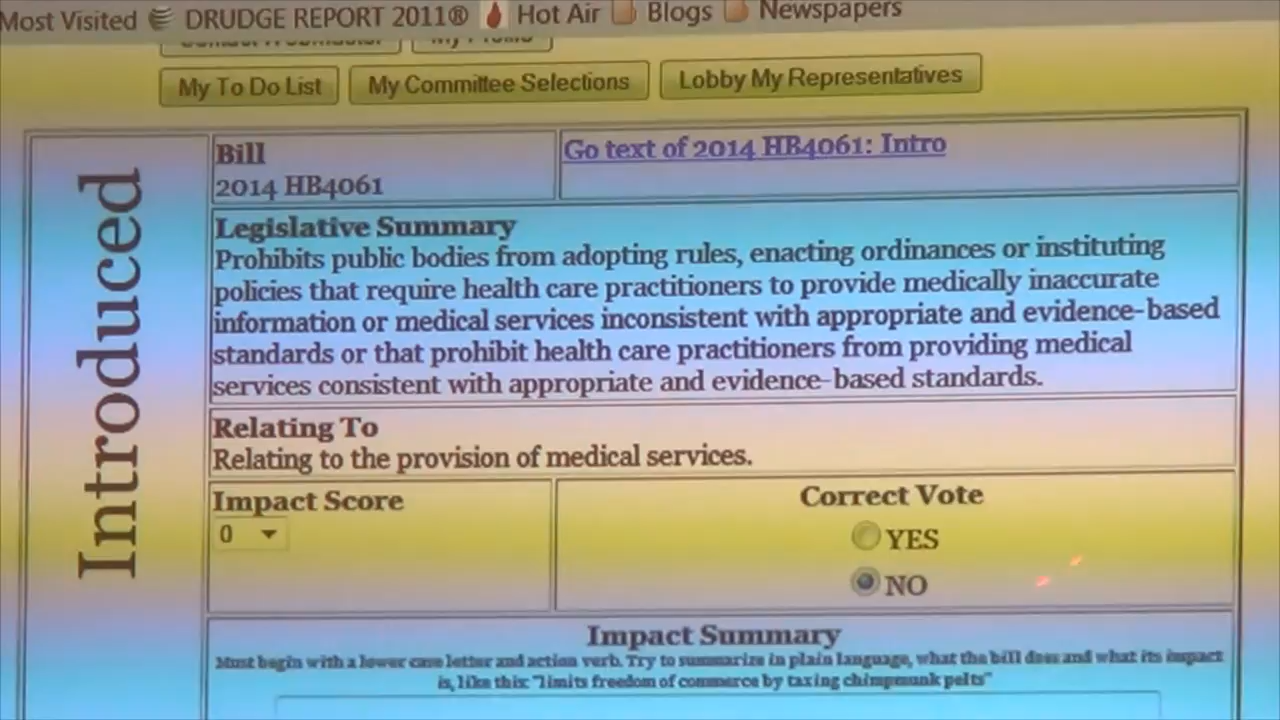 Most Visited DRUDGE REPORT 2011® Hot Air Blogs Newspapers
My Profile
My To Do List My Committee Selections Lobby My Representatives
Introduced
Bill
2014 HB4061
Go text of 2014 HB4061: Intro
Legislative Summary
Prohibits public bodies from adopting rules, enacting ordinances or instituting
policies that require health care practitioners to provide medically inaccurate
information or medical services inconsistent with appropriate and evidence-based
standards or that prohibit health care practitioners from providing medical
services consistent with appropriate and evidence-based standards.
Relating To
Relating to the provision of medical services.
Impact Score
0
Correct Vote
YES
NO
Impact Summary
Must begin with a lower case letter and action verb. Try to summarize in plain language, what the bill does and what its impact
is, like this: "limits freedom of commerce by taxing chimpmunk pelts"